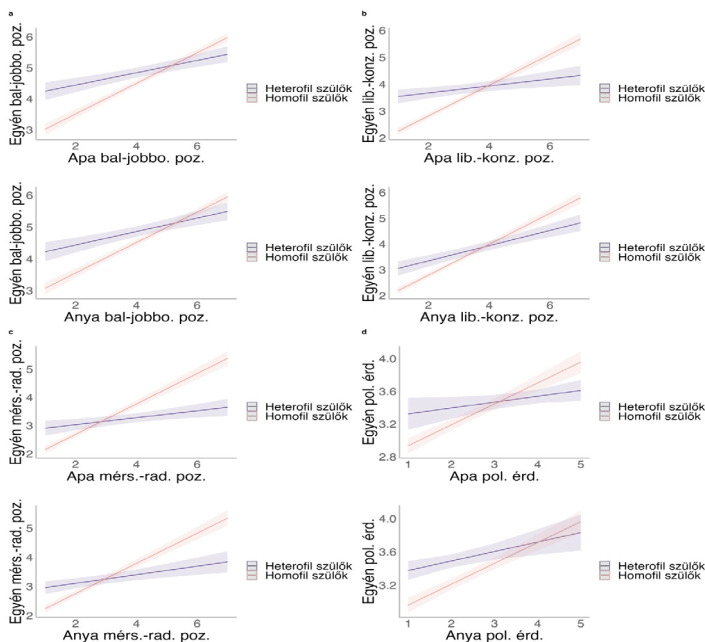 a
Egyén bal-jobbo. poz.
6
5
4
3
2
4
6
Apa bal-jobbo. poz.
Heterofil szülők
Homofil szülők
b
Egyén lib.-konz. poz.
6
5
4
3
2
2
4
6
Apa lib.-konz. poz.
Heterofil szülők
Homofil szülők
Egyén bal-jobbo. poz.
6
5
4
3
2
4
6
Anya bal-jobbo. poz.
Heterofil szülők
Homofil szülők
Egyén lib.-konz. poz.
6
5
4
3
2
2
4
6
Anya lib.-konz. poz.
Heterofil szülők
Homofil szülők
c
Egyén mérs.-rad. poz.
5
4
3
2
2
4
6
Apa mérs.-rad. poz.
Heterofil szülők
Homofil szülők
d
Egyén pol. érd.
4.0
3.6
3.2
2.8
1
2
3
4
5
Apa pol. érd.
Heterofil szülők
Homofil szülők
Egyén mérs.-rad. poz.
5
4
3
2
2
4
6
Anya mérs.-rad. poz.
Heterofil szülők
Homofil szülők
Egyén pol. érd.
4.0
3.6
3.2
1
2
3
4
5
Anya pol. érd.
Heterofil szülők
Homofil szülők